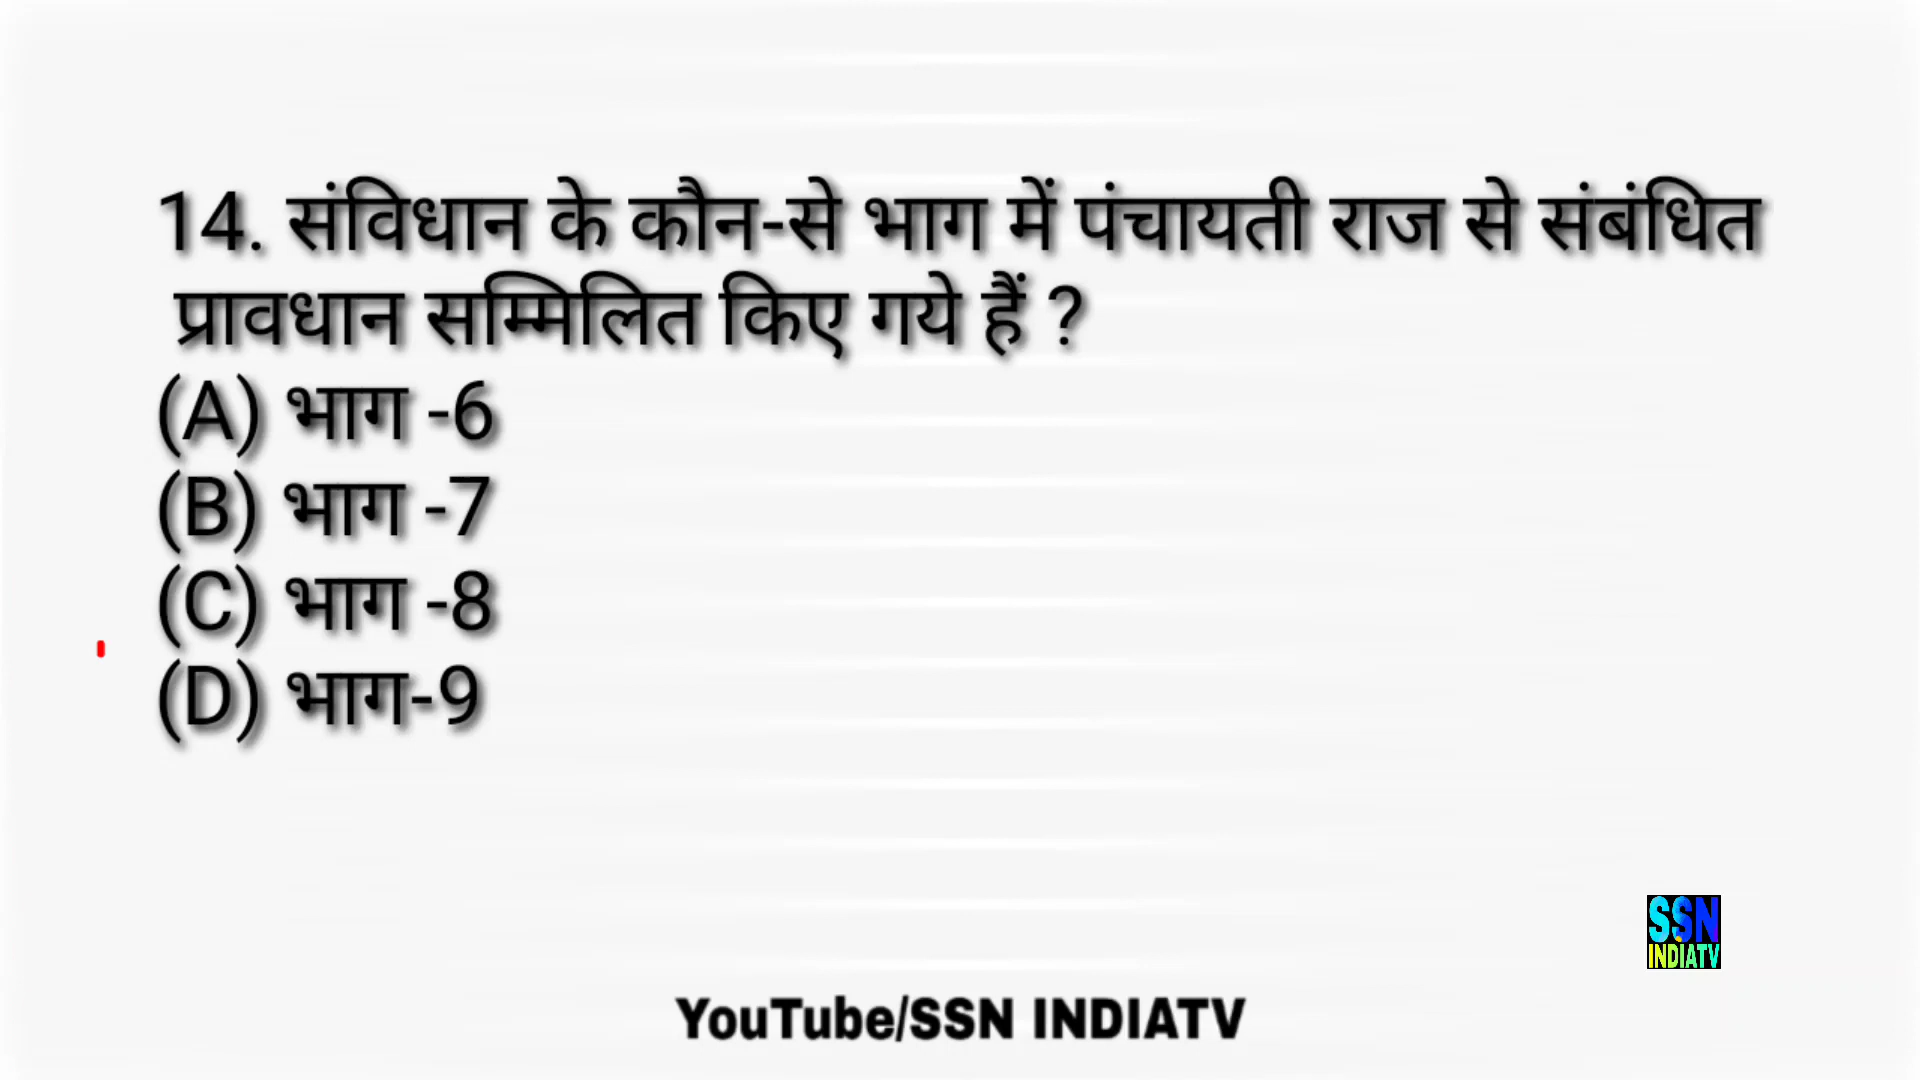 14. संविधान के कौन-से भाग में पंचायती राज से संबंधित
प्रावधान सम्मिलित किए गये हैं ?
(A) भाग -6
(B) भाग -7
(C) भाग -8
(D) भाग-9
SSN
INDIATV
YouTube/SSN INDIATV